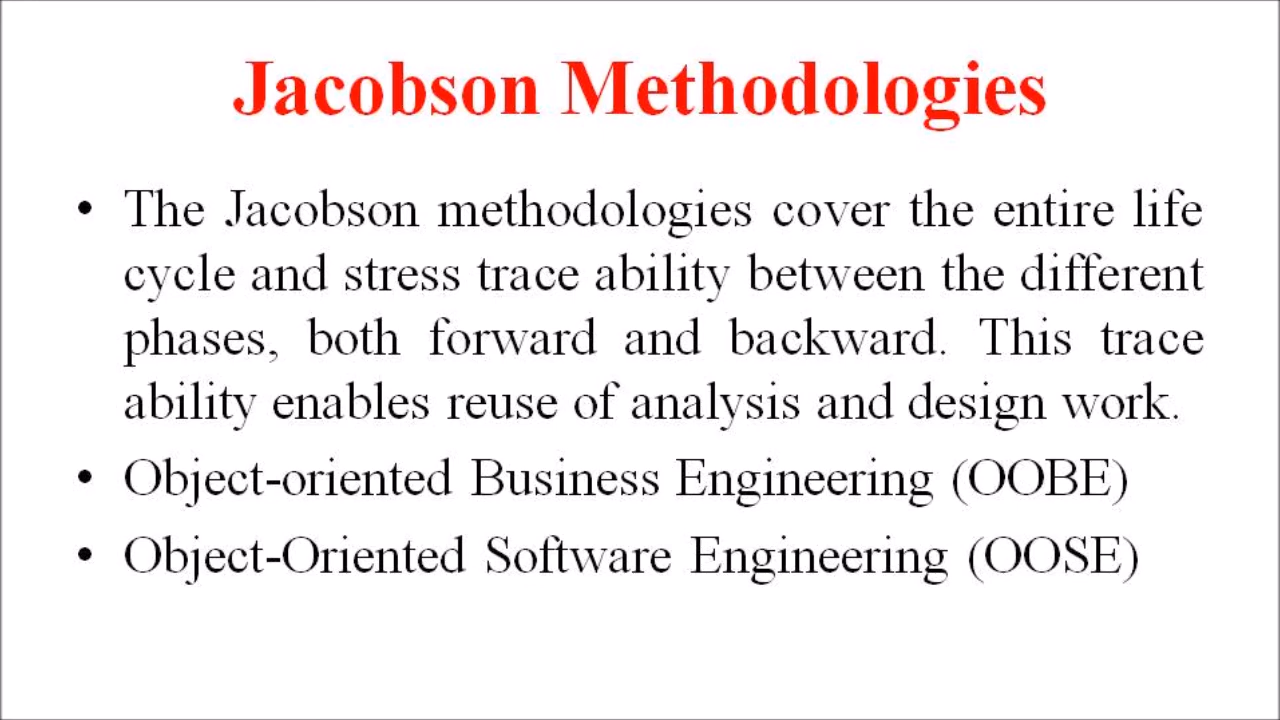 Jacobson Methodologies
• The Jacobson methodologies cover the entire life
cycle and stress trace ability between the different
phases, both forward and backward. This trace
ability enables reuse of analysis and design work.
• Object-oriented Business Engineering (OOBE)
• Object-Oriented Software Engineering (OOSE)